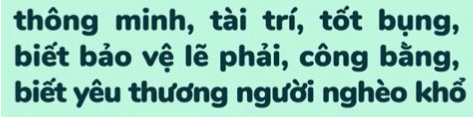 thông minh, tài trí, tốt bụng,
biết bảo vệ lẽ phải, công bằng,
biết yêu thương người nghèo khổ